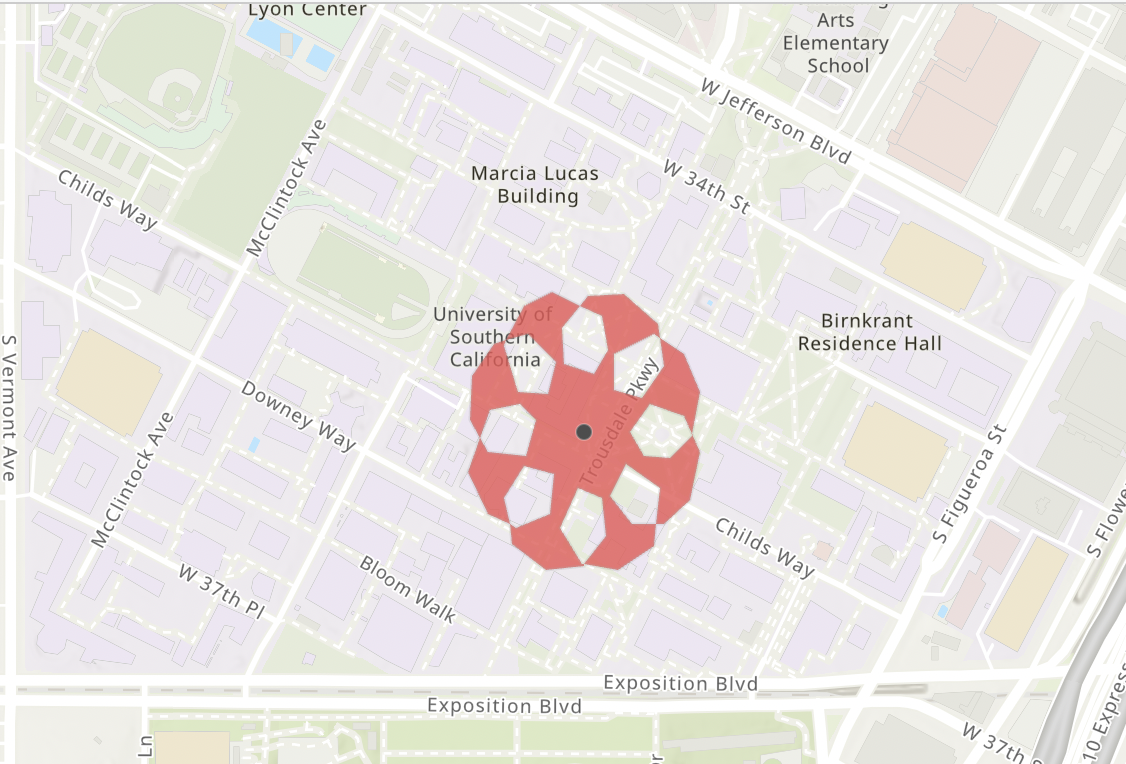 Lyon Center
Arts
Elementary
School
W Jefferson Blvd
Marcia Lucas
Building
W 34th St
McClintock Ave
Childs Way
University of
Southern
California
Birnkrant
Residence Hall
S Vermont Ave
Downey Way
Trousdale Pkwy
McClintock Ave
S Figueroa St
Childs Way
Bloom Walk
W 37th Pl
Exposition Blvd
Exposition Blvd
W 37th
Ln
S Flower
10 Express